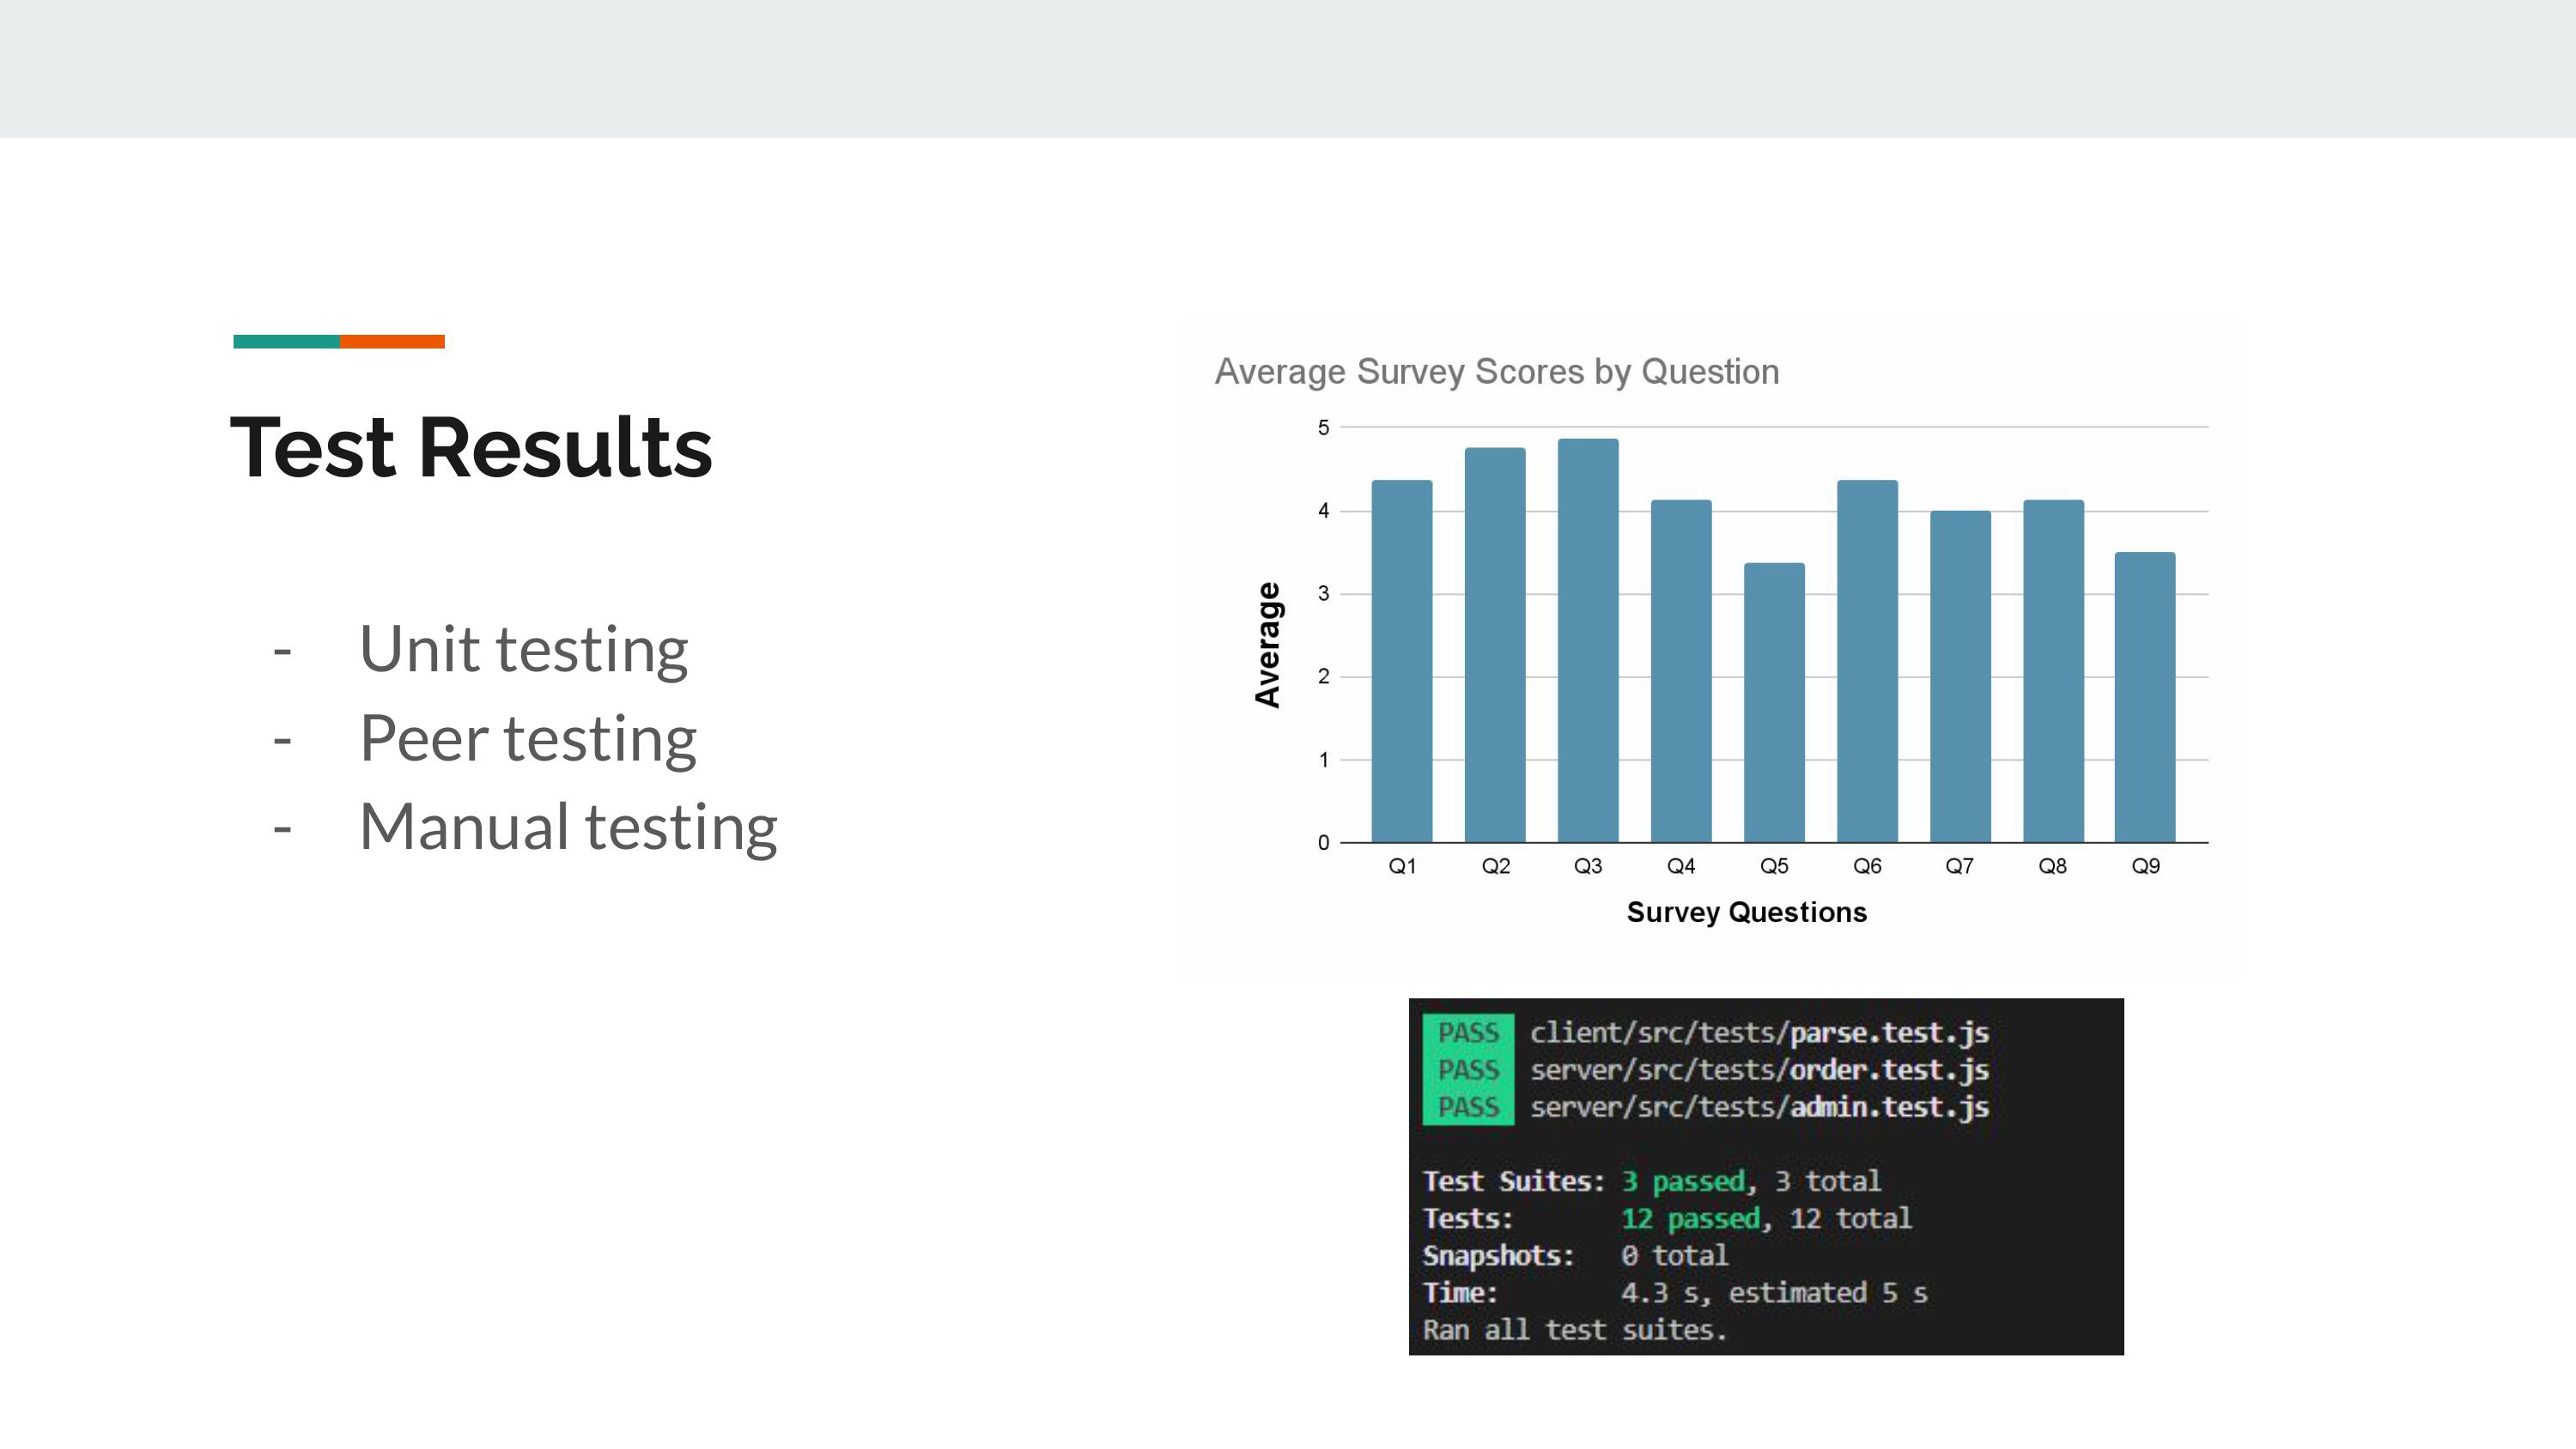 Test Results
- Unit testing
- Peer testing
- Manual testing
Average Survey Scores by Question
5
4
3
2
1
0
Average
Q1 Q2 Q3 Q4 Q5 Q6 Q7 Q8 Q9
Survey Questions
PASS client/src/tests/parse.test.js
PASS server/src/tests/order.test.js
PASS server/src/tests/admin.test.js
Test Suites: 3 passed, 3 total
Tests: 12 passed, 12 total
Snapshots: 0 total
Time: 4.3 s, estimated 5 s
Ran all test suites.